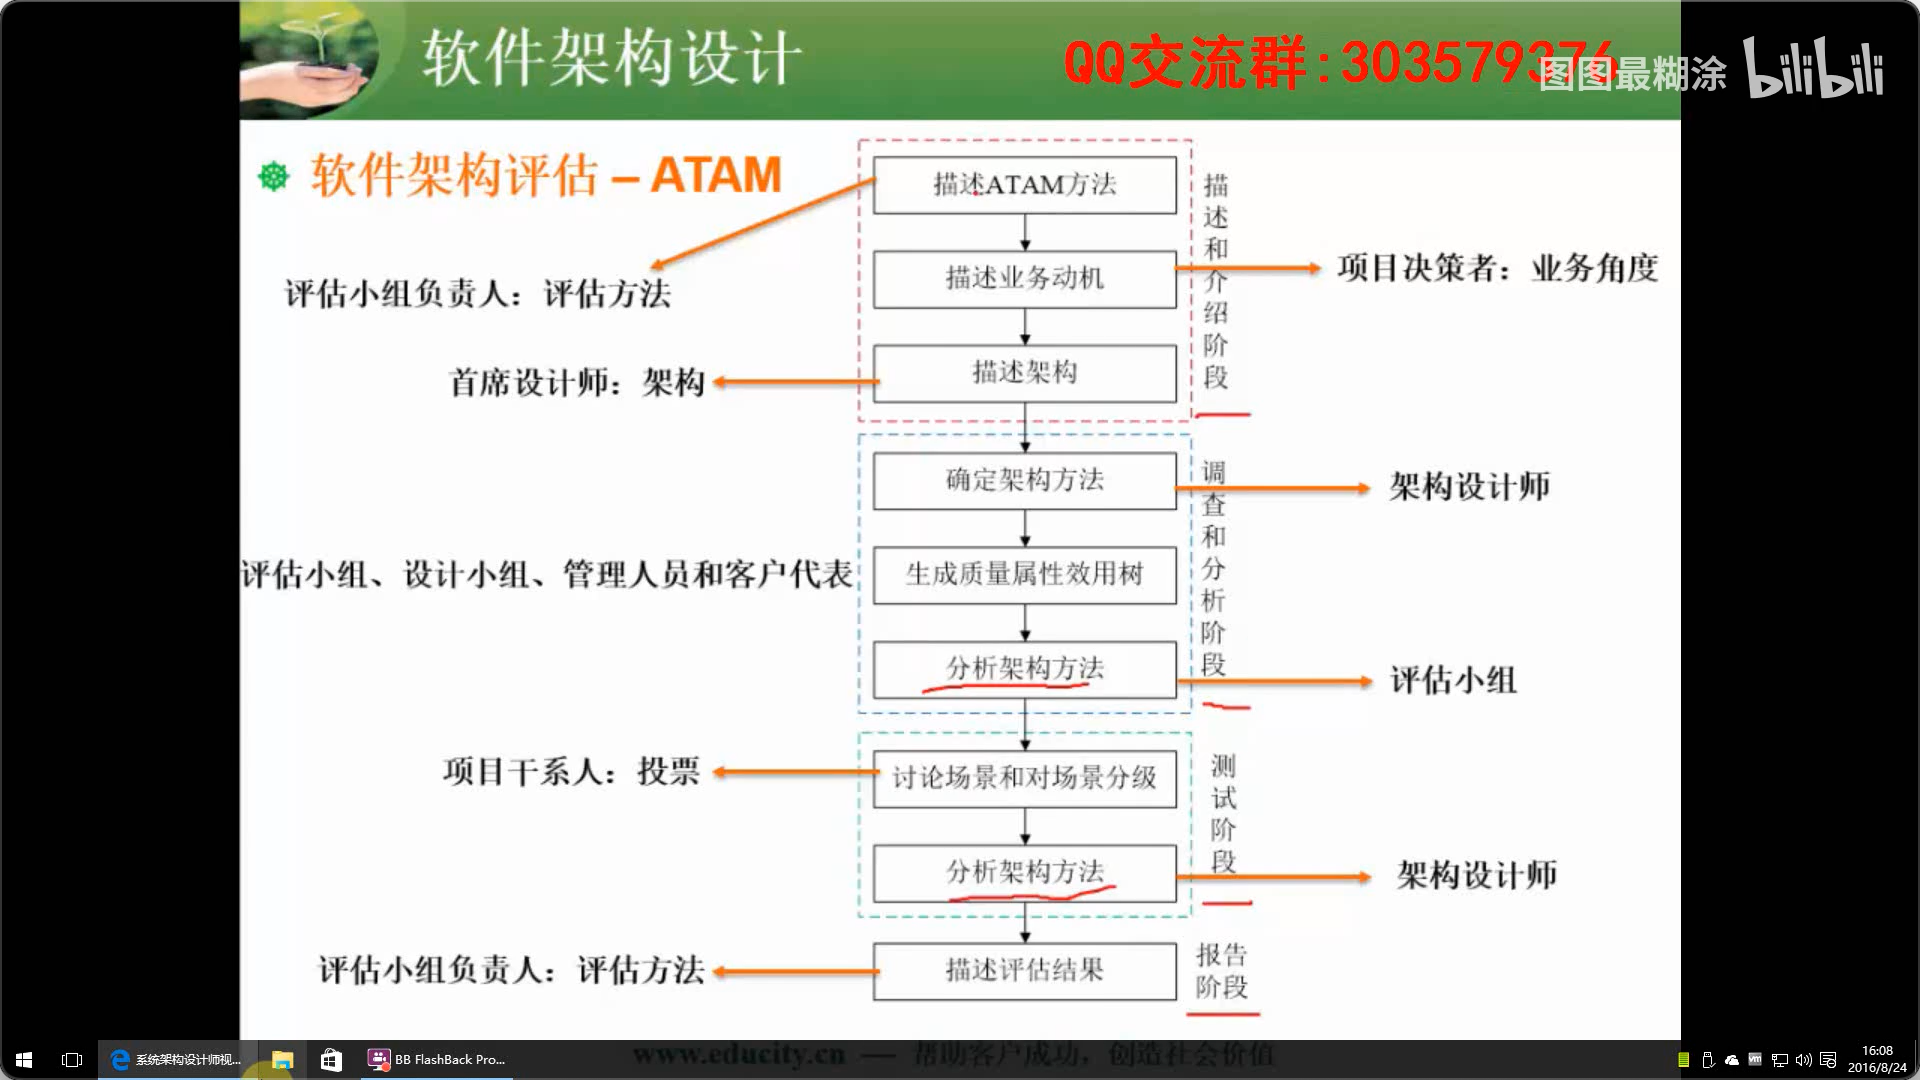 软件架构设计
QQ交流群:303579376
图图最糊涂 bilibili
软件架构评估 – ATAM
描述ATAM方法
描述业务动机
描述架构
描述和介绍阶段
评估小组负责人：评估方法
项目决策者：业务角度
首席设计师：架构
确定架构方法
生成质量属性效用树
分析架构方法
调查和分析阶段
架构设计师
评估小组、设计小组、管理人员和客户代表
评估小组
讨论场景和对场景分级
分析架构方法
测试阶段
项目干系人：投票
架构设计师
描述评估结果
报告
阶段
评估小组负责人：评估方法
www.educity.cn — 帮助客户成功，创造社会价值
系统架构设计师视...
BB FlashBack Pro...
16:08
2016/8/24